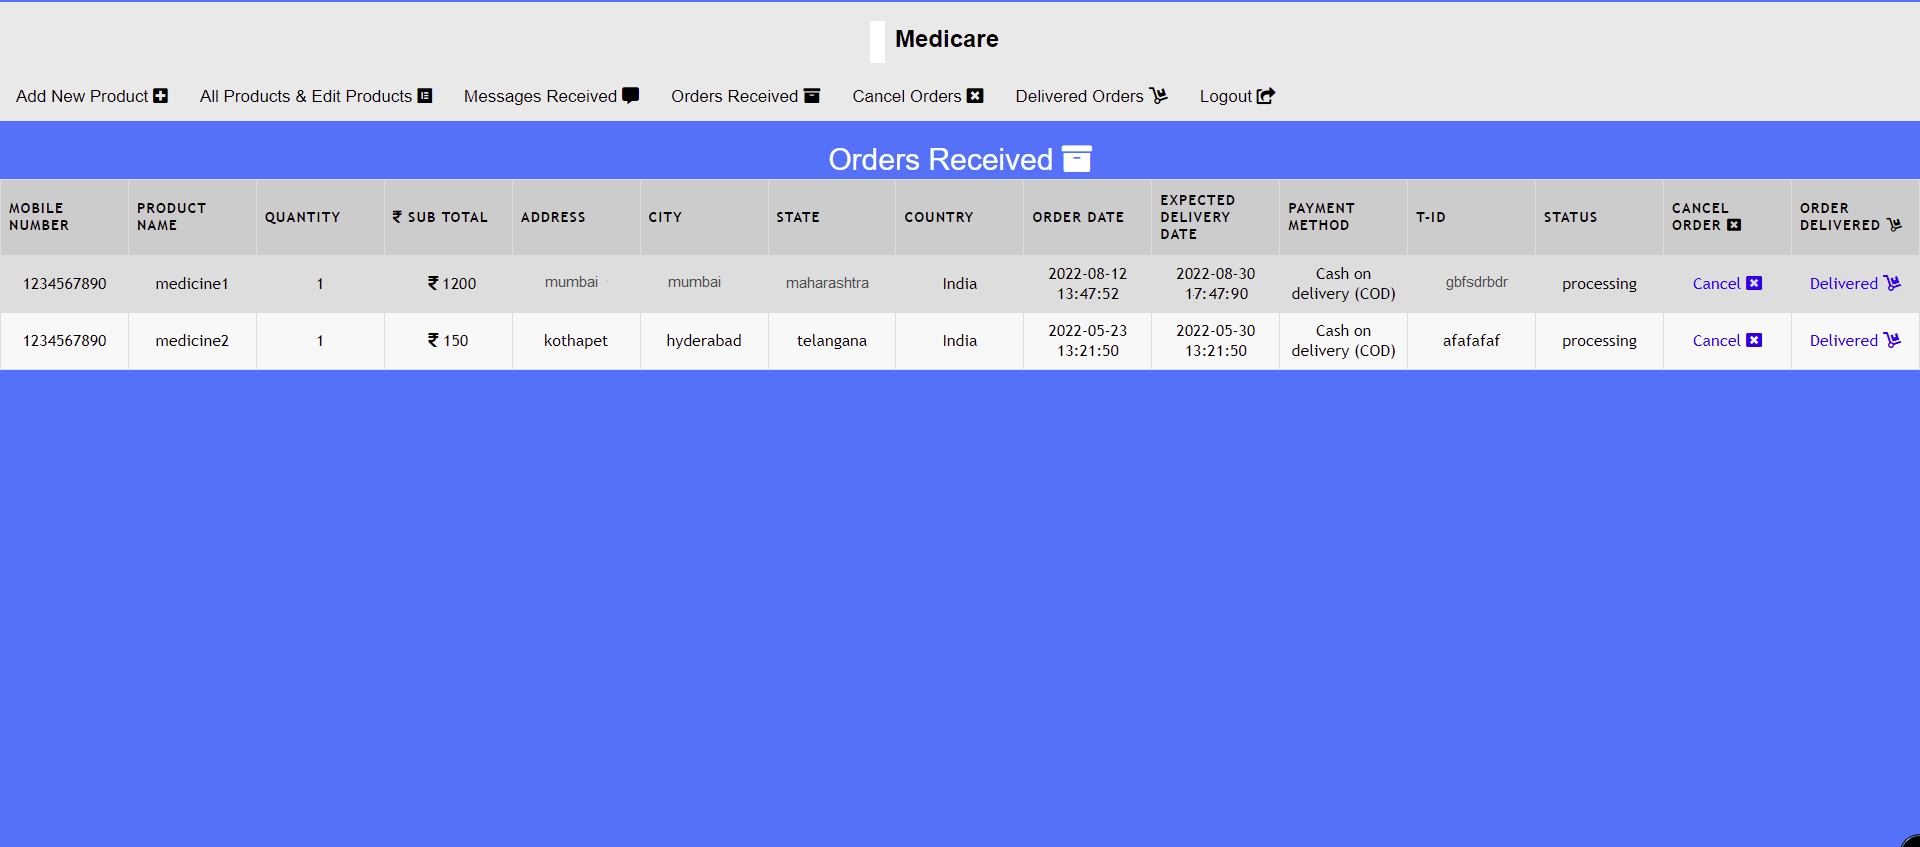 Medicare
Add New Product All Products & Edit Products Messages Received Orders Received Cancel Orders Delivered Orders Logout
Orders Received
MOBILE NUMBER PRODUCT NAME QUANTITY ₹ SUB TOTAL ADDRESS CITY STATE COUNTRY ORDER DATE EXPECTED DELIVERY DATE PAYMENT METHOD T-ID STATUS CANCEL ORDER ORDER DELIVERED
1234567890 medicine1 1 ₹ 1200 mumbai mumbai maharashtra India 2022-08-12 13:47:52 2022-08-30 17:47:90 Cash on delivery (COD) gbfsdrbdr processing Cancel Delivered
1234567890 medicine2 1 ₹ 150 kothapet hyderabad telangana India 2022-05-23 13:21:50 2022-05-30 13:21:50 Cash on delivery (COD) afafafaf processing Cancel Delivered